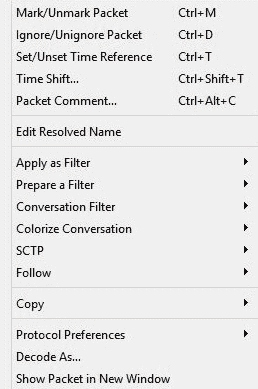 Mark/Unmark Packet Ctrl+M
Ignore/Unignore Packet Ctrl+D
Set/Unset Time Reference Ctrl+T
Time Shift... Ctrl+Shift+T
Packet Comment... Ctrl+Alt+C
Edit Resolved Name
Apply as Filter
Prepare a Filter
Conversation Filter
Colorize Conversation
SCTP
Follow
Copy
Protocol Preferences
Decode As...
Show Packet in New Window